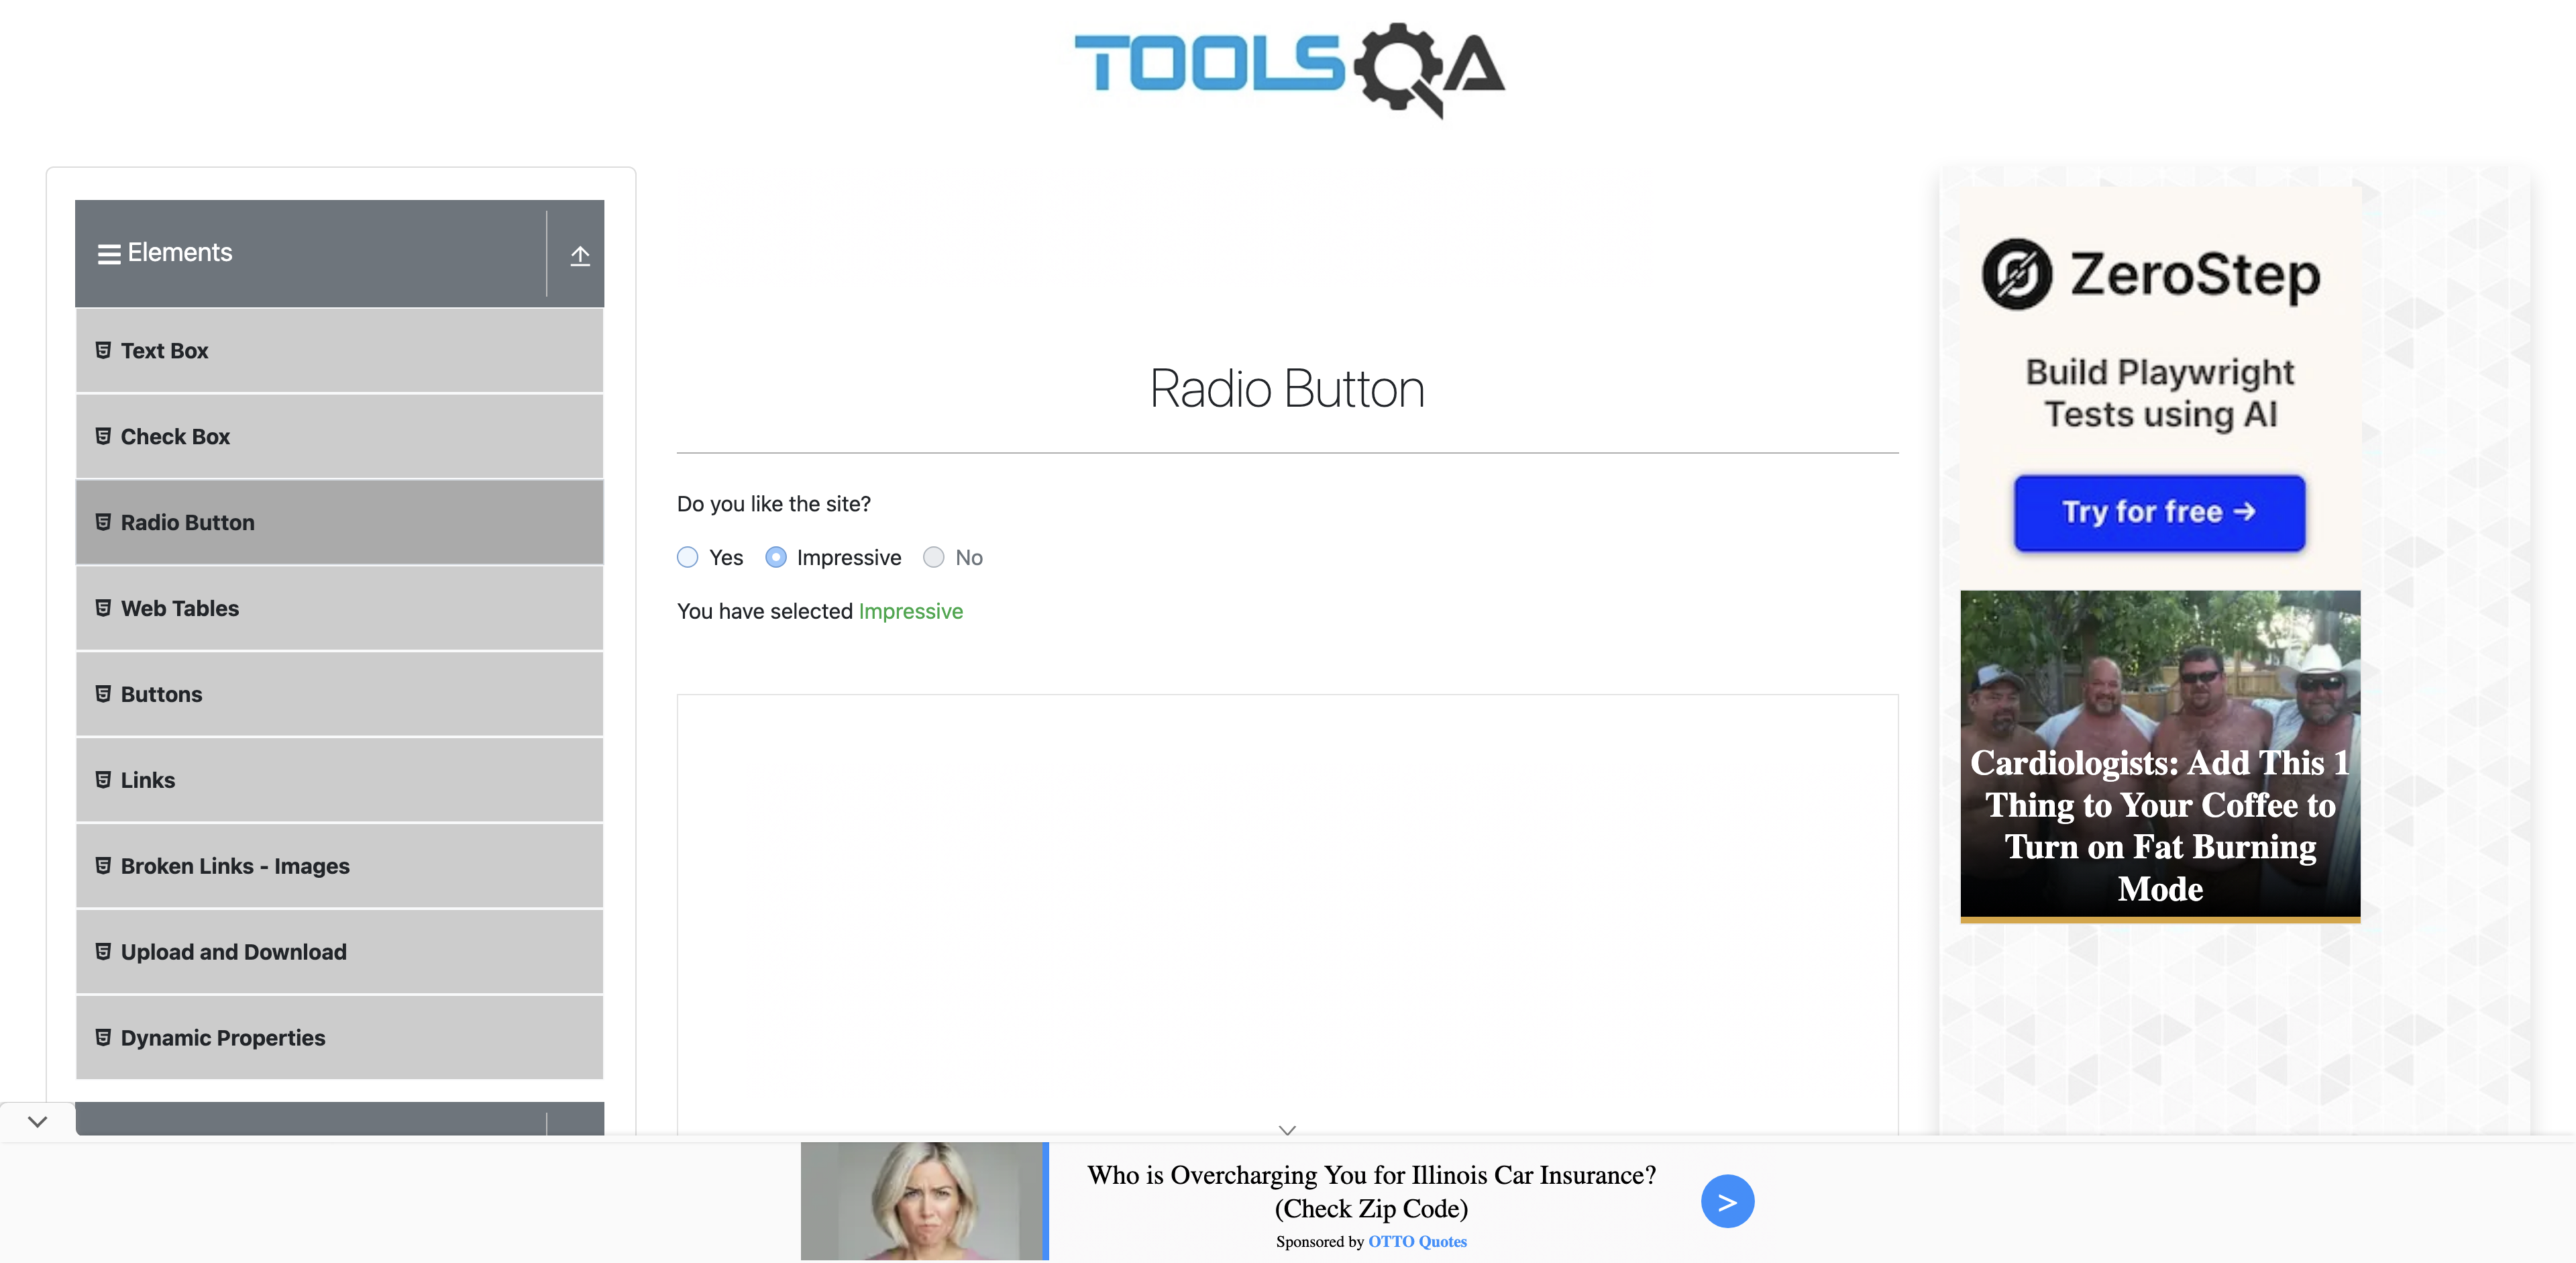 TOOLSQA
Elements
Text Box
Check Box
Radio Button
Web Tables
Buttons
Links
Broken Links - Images
Upload and Download
Dynamic Properties
Radio Button
Do you like the site?
Yes Impressive No
You have selected Impressive
ZeroStep
Build Playwright
Tests using AI
Try for free →
Cardiologists: Add This 1
Thing to Your Coffee to
Turn on Fat Burning
Mode
Who is Overcharging You for Illinois Car Insurance?
(Check Zip Code)
Sponsored by OTTO Quotes
>